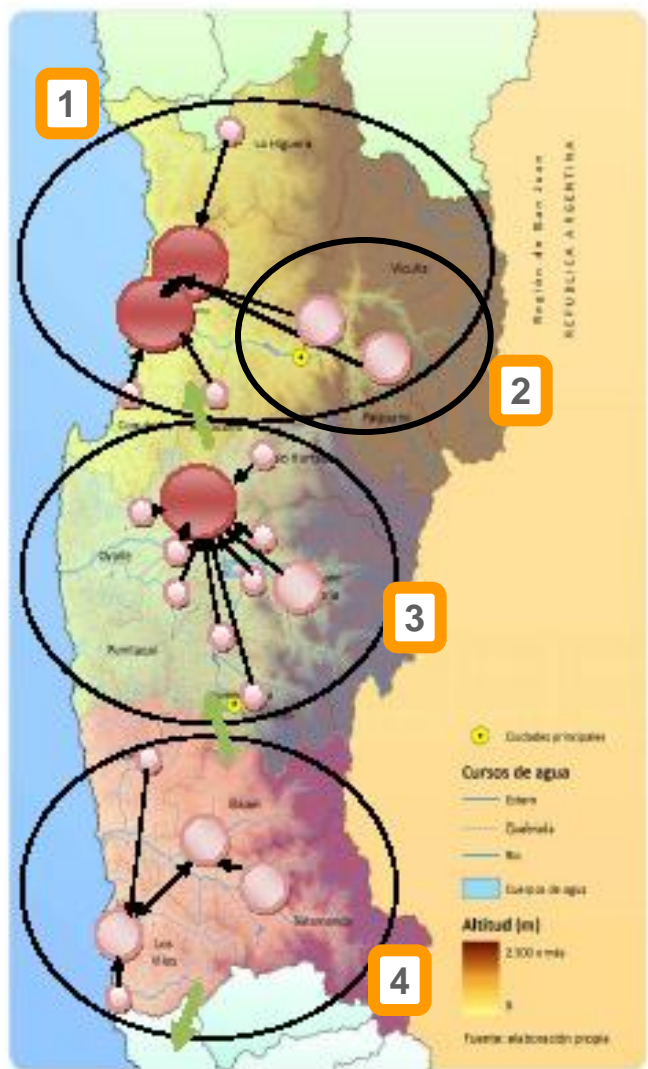 1
La Higuera
Región de San Juan
REPUBLICA ARGENTINA
Vicuña
2
Paiguano
Ovalle
3
Punitaqui
Ciudades principales
Cursos de agua
Estero
Quebrada
Río
Cuerpos de agua
Illapel
Salamanca
Los
Vilos
4
Altitud (m)
2.500 o más
0
Fuente: elaboración propia